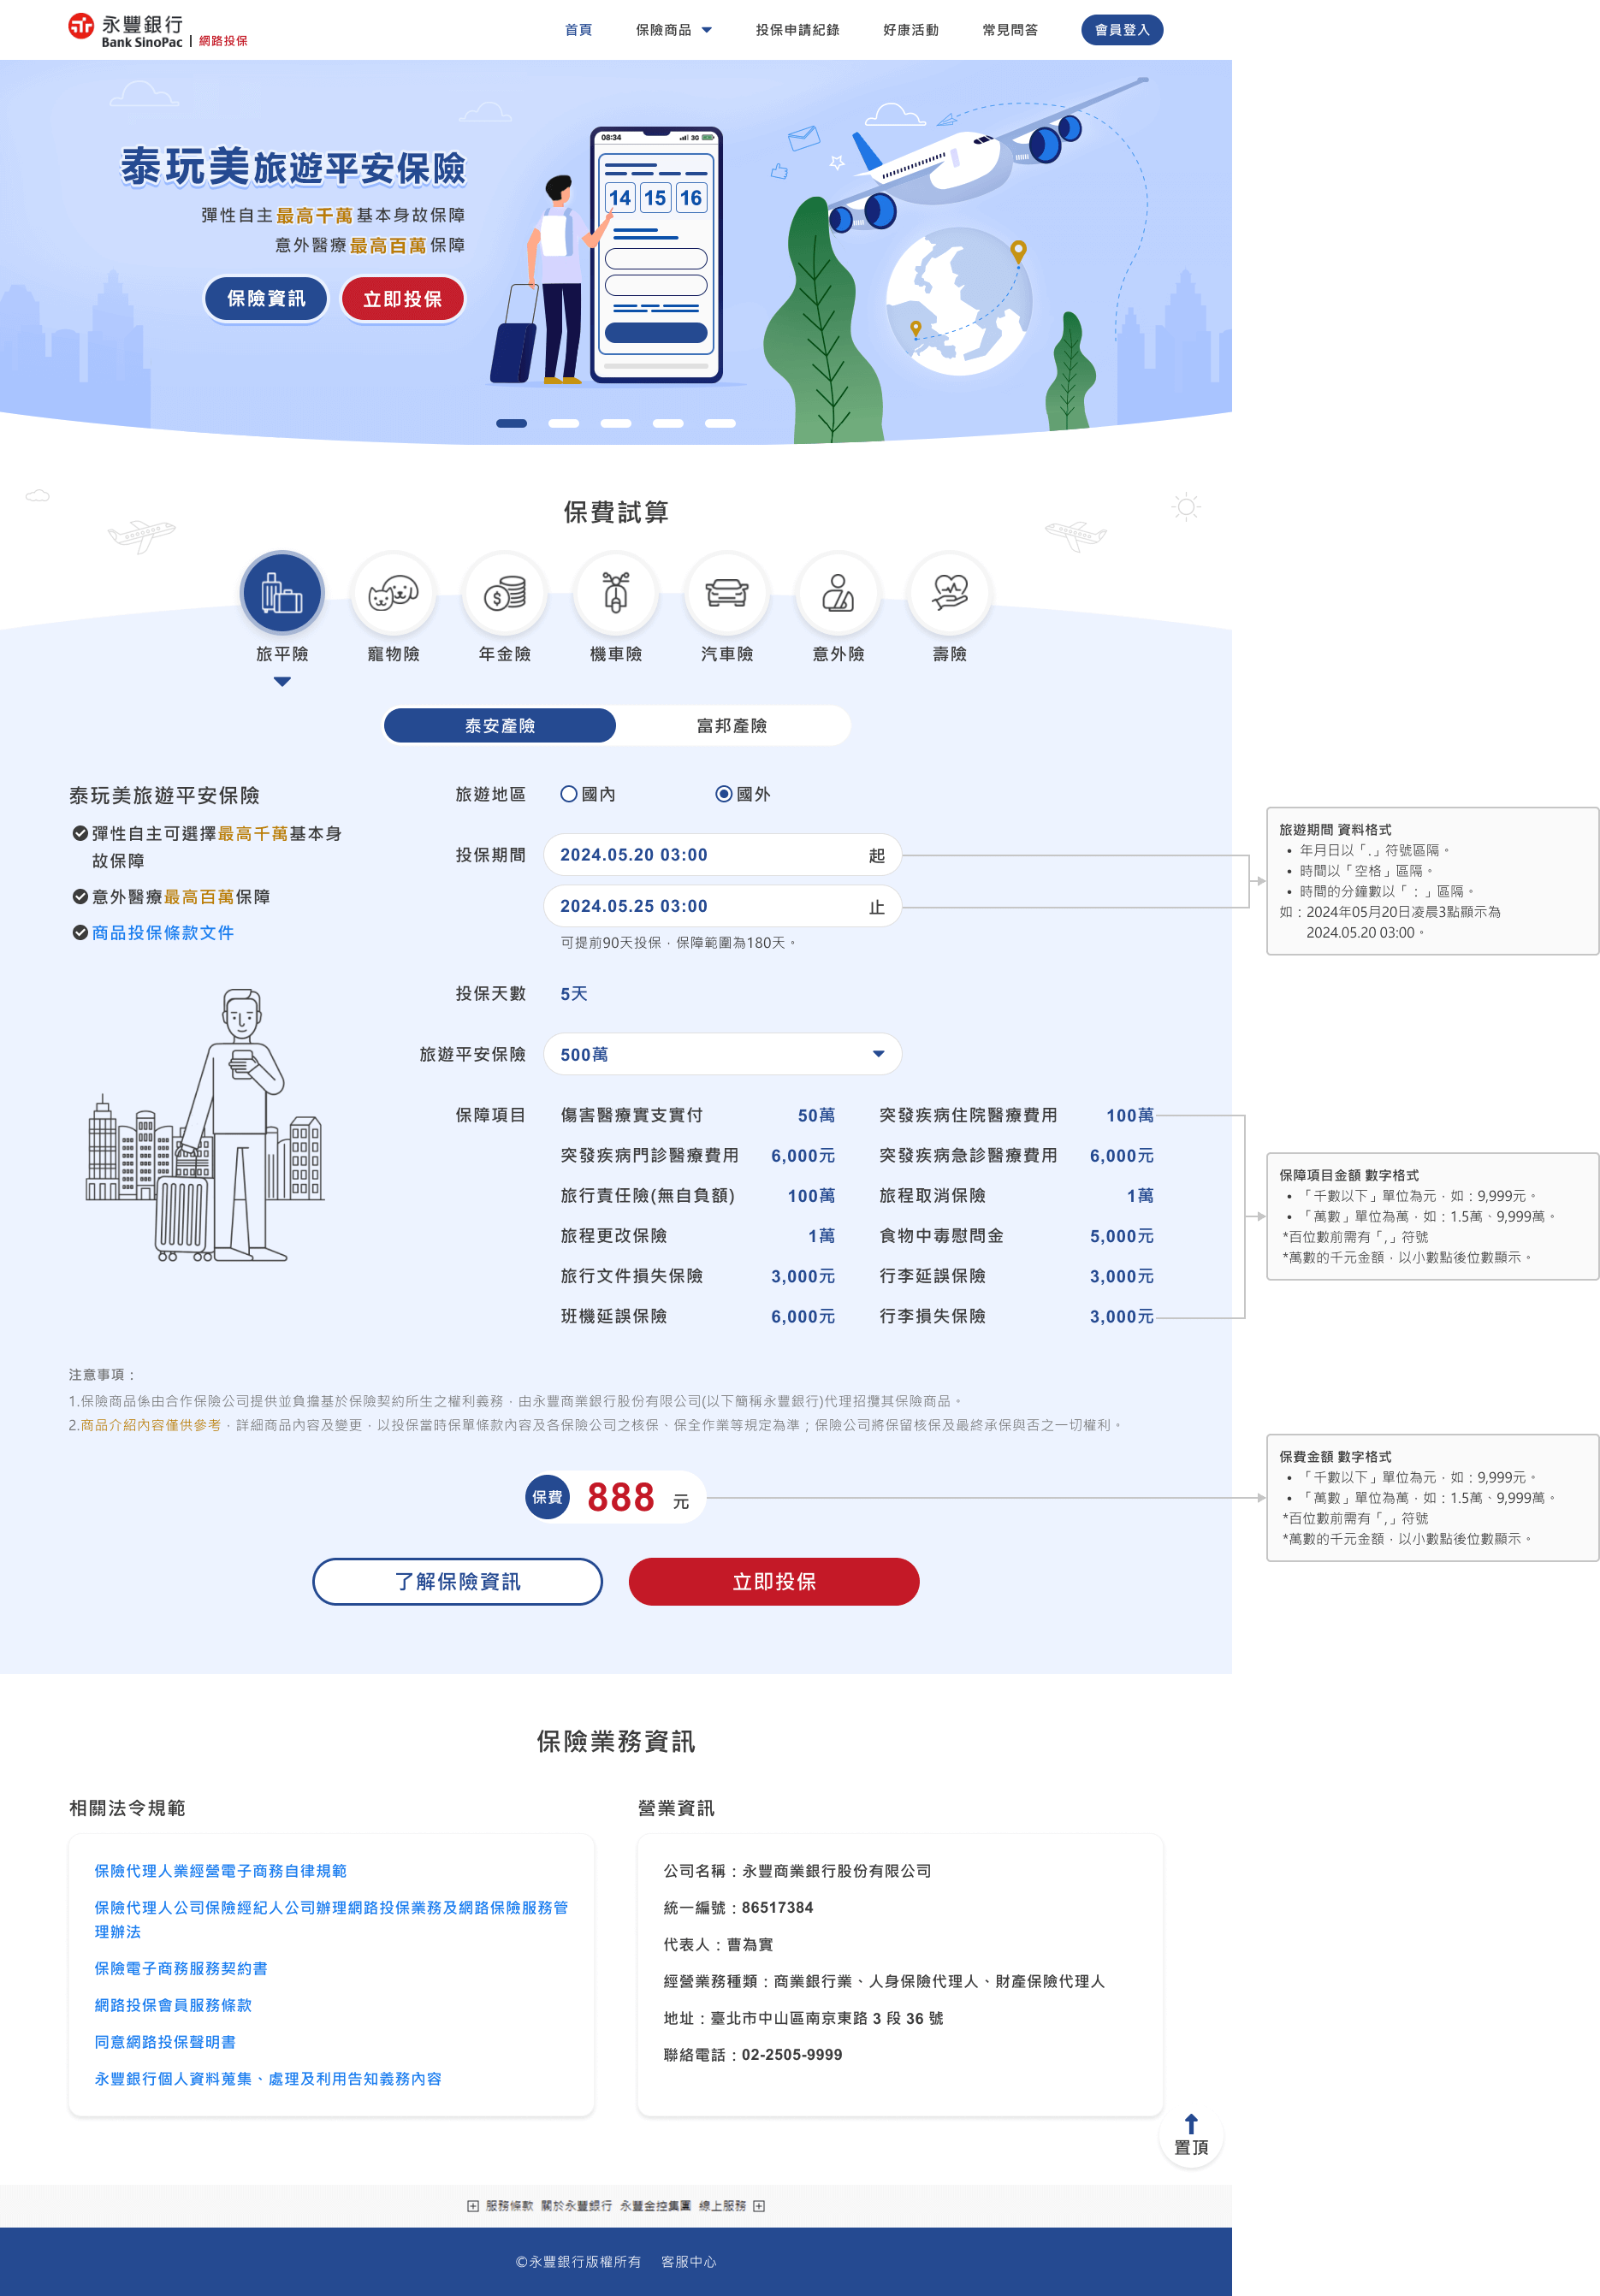 永豐銀行
Bank SinoPac | 網路投保
首頁
保險商品
投保申請紀錄
好康活動
常見問答
會員登入
泰玩美旅遊平安保險
彈性自主最高千萬基本身故保障
意外醫療最高百萬保障
保險資訊
立即投保
08:34
3G
14 15 16
保費試算
旅平險
寵物險
年金險
機車險
汽車險
意外險
壽險
泰安產險
富邦產險
泰玩美旅遊平安保險
彈性自主可選擇最高千萬基本身
故保障
意外醫療最高百萬保障
商品投保條款文件
旅遊地區
國內
國外
投保期間
2024.05.20 03:00 起
2024.05.25 03:00 止
可提前90天投保，保障範圍為180天。
投保天數
5天
旅遊平安保險
500萬
保障項目
傷害醫療實支實付 50萬
突發疾病住院醫療費用 100萬
突發疾病門診醫療費用 6,000元
突發疾病急診醫療費用 6,000元
旅行責任險(無自負額) 100萬
旅程取消保險 1萬
旅程更改保險 1萬
食物中毒慰問金 5,000元
旅行文件損失保險 3,000元
行李延誤保險 3,000元
班機延誤保險 6,000元
行李損失保險 3,000元
旅遊期間 資料格式
• 年月日以「.」符號區隔。
• 時間以「空格」區隔。
• 時間的分鐘數以「：」區隔。
如：2024年05月20日凌晨3點顯示為
2024.05.20 03:00。
保障項目金額 數字格式
• 「千數以下」單位為元，如：9,999元。
• 「萬數」單位為萬，如：1.5萬、9,999萬。
*百位數前需有「,」符號
*萬數的千元金額，以小數點後位數顯示。
注意事項：
1.保險商品係由合作保險公司提供並負擔基於保險契約所生之權利義務，由永豐商業銀行股份有限公司(以下簡稱永豐銀行)代理招攬其保險商品。
2.商品介紹內容僅供參考，詳細商品內容及變更，以投保當時保單條款內容及各保險公司之核保、保全作業等規定為準；保險公司將保留核保及最終承保與否之一切權利。
保費 888 元
保費金額 數字格式
• 「千數以下」單位為元，如：9,999元。
• 「萬數」單位為萬，如：1.5萬、9,999萬。
*百位數前需有「,」符號
*萬數的千元金額，以小數點後位數顯示。
了解保險資訊
立即投保
保險業務資訊
相關法令規範
保險代理人業經營電子商務自律規範
保險代理人公司保險經紀人公司辦理網路投保業務及網路保險服務管
理辦法
保險電子商務服務契約書
網路投保會員服務條款
同意網路投保聲明書
永豐銀行個人資料蒐集、處理及利用告知義務內容
營業資訊
公司名稱：永豐商業銀行股份有限公司
統一編號：86517384
代表人：曹為實
經營業務種類：商業銀行業、人身保險代理人、財產保險代理人
地址：臺北市中山區南京東路 3 段 36 號
聯絡電話：02-2505-9999
置頂
服務條款 關於永豐銀行 永豐金控集團 線上服務
©永豐銀行版權所有 客服中心